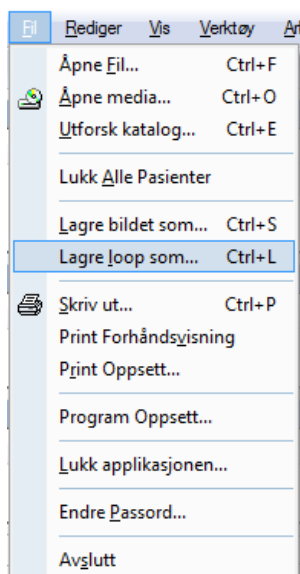 Fil Rediger Vis Verktøy
Åpne Fil... Ctrl+F
Åpne media... Ctrl+O
Utforsk katalog... Ctrl+E
Lukk Alle Pasienter
Lagre bildet som... Ctrl+S
Lagre loop som... Ctrl+L
Skriv ut... Ctrl+P
Print Forhåndsvisning
Print Oppsett...
Program Oppsett...
Lukk applikasjonen...
Endre Passord...
Avslutt